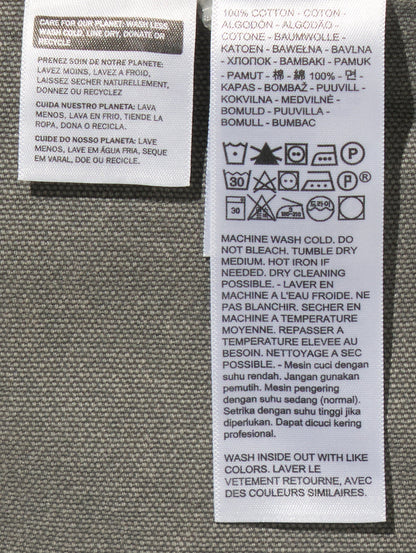 CARE FOR OUR PLANET: WASH LESS
WASH COLD, LINE DRY, DONATE OR
RECYCLE
PRENEZ SOIN DE NOTRE PLANETE:
LAVEZ MOINS, LAVEZ A FROID,
LAISSEZ SECHER NATURELLEMENT,
DONNEZ OU RECYCLEZ
CUIDA NUESTRO PLANETA: LAVA
MENOS, LAVA EN FRIO, TIENDE LA
ROPA, DONA O RECICLA.
CUIDE DO NOSSO PLANETA: LAVE
MENOS, LAVE EM ÁGUA FRIA, SEQUE
EM VARAL, DOE OU RECICLE.
100% COTTON - COTON -
ALGODÓN - ALGODÃO -
COTONE - BAUMWOLLE -
KATOEN - BAWEŁNA - BAVLNA
- ХЛОПОК - BAMBAKI - PAMUK
- PAMUT - 棉 - 綿 100% - 면 -
KAPAS - BOMBAŽ - PUUVILL -
KOKVILNA - MEDVILNĖ -
BOMULD - PUUVILLA -
BOMULL - BUMBAC
P
30 P ®
30 드라이
MACHINE WASH COLD. DO
NOT BLEACH. TUMBLE DRY
MEDIUM. HOT IRON IF
NEEDED. DRY CLEANING
POSSIBLE. - LAVER EN
MACHINE A L'EAU FROIDE. NE
PAS BLANCHIR. SECHER EN
MACHINE A TEMPERATURE
MOYENNE. REPASSER A
TEMPERATURE ELEVEE AU
BESOIN. NETTOYAGE A SEC
POSSIBLE. - Mesin cuci dengan
suhu rendah. Jangan gunakan
pemutih. Mesin pengering
dengan suhu sedang (normal).
Setrika dengan suhu tinggi jika
diperlukan. Dapat dicuci kering
profesional.
WASH INSIDE OUT WITH LIKE
COLORS. LAVER LE
VETEMENT RETOURNE, AVEC
DES COULEURS SIMILAIRES.